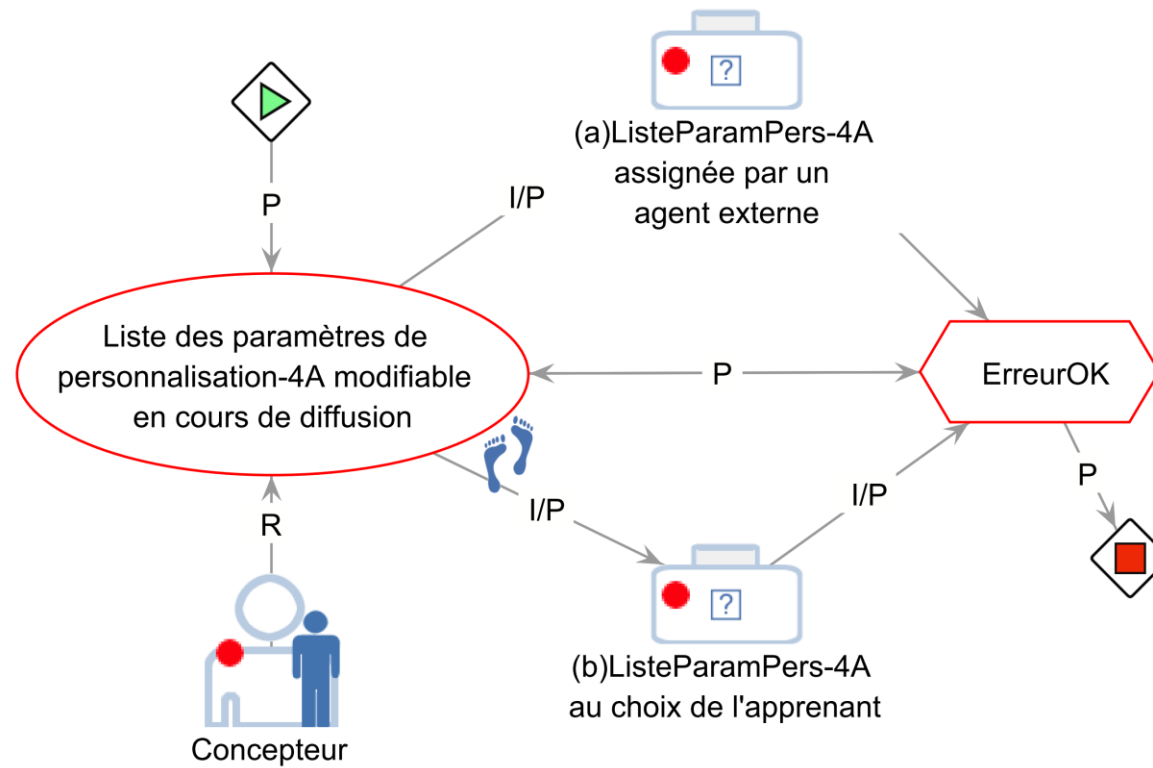 (a)ListeParamPers-4A
assignée par un
agent externe
P
I/P
Liste des paramètres de
personnalisation-4A modifiable
en cours de diffusion
P
ErreurOK
I/P
I/P
P
R
(b)ListeParamPers-4A
au choix de l'apprenant
Concepteur
?
?